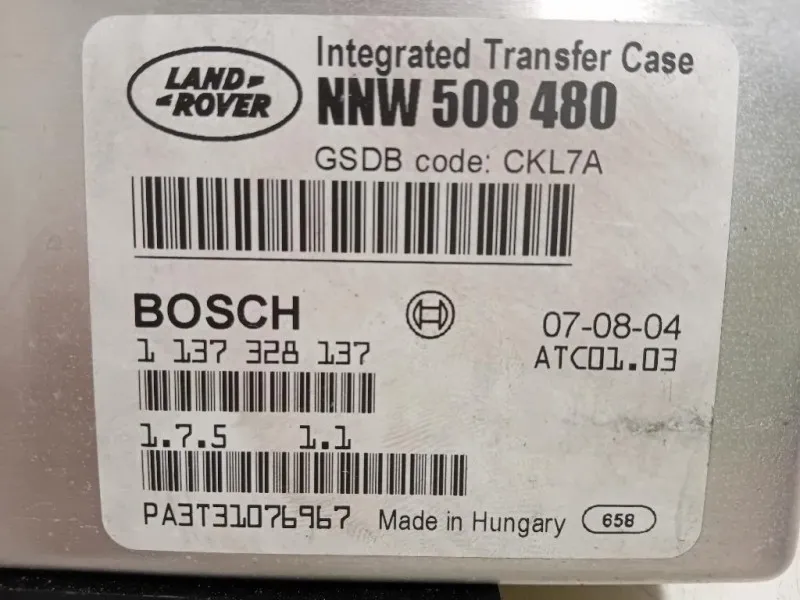 LAND
ROVER
Integrated Transfer Case
NNW 508 480
GSDB code: CKL7A
BOSCH
07-08-04
1 137 328 137
ATC01.03
1.7.5 1.1
PA3T31076967 Made in Hungary 658